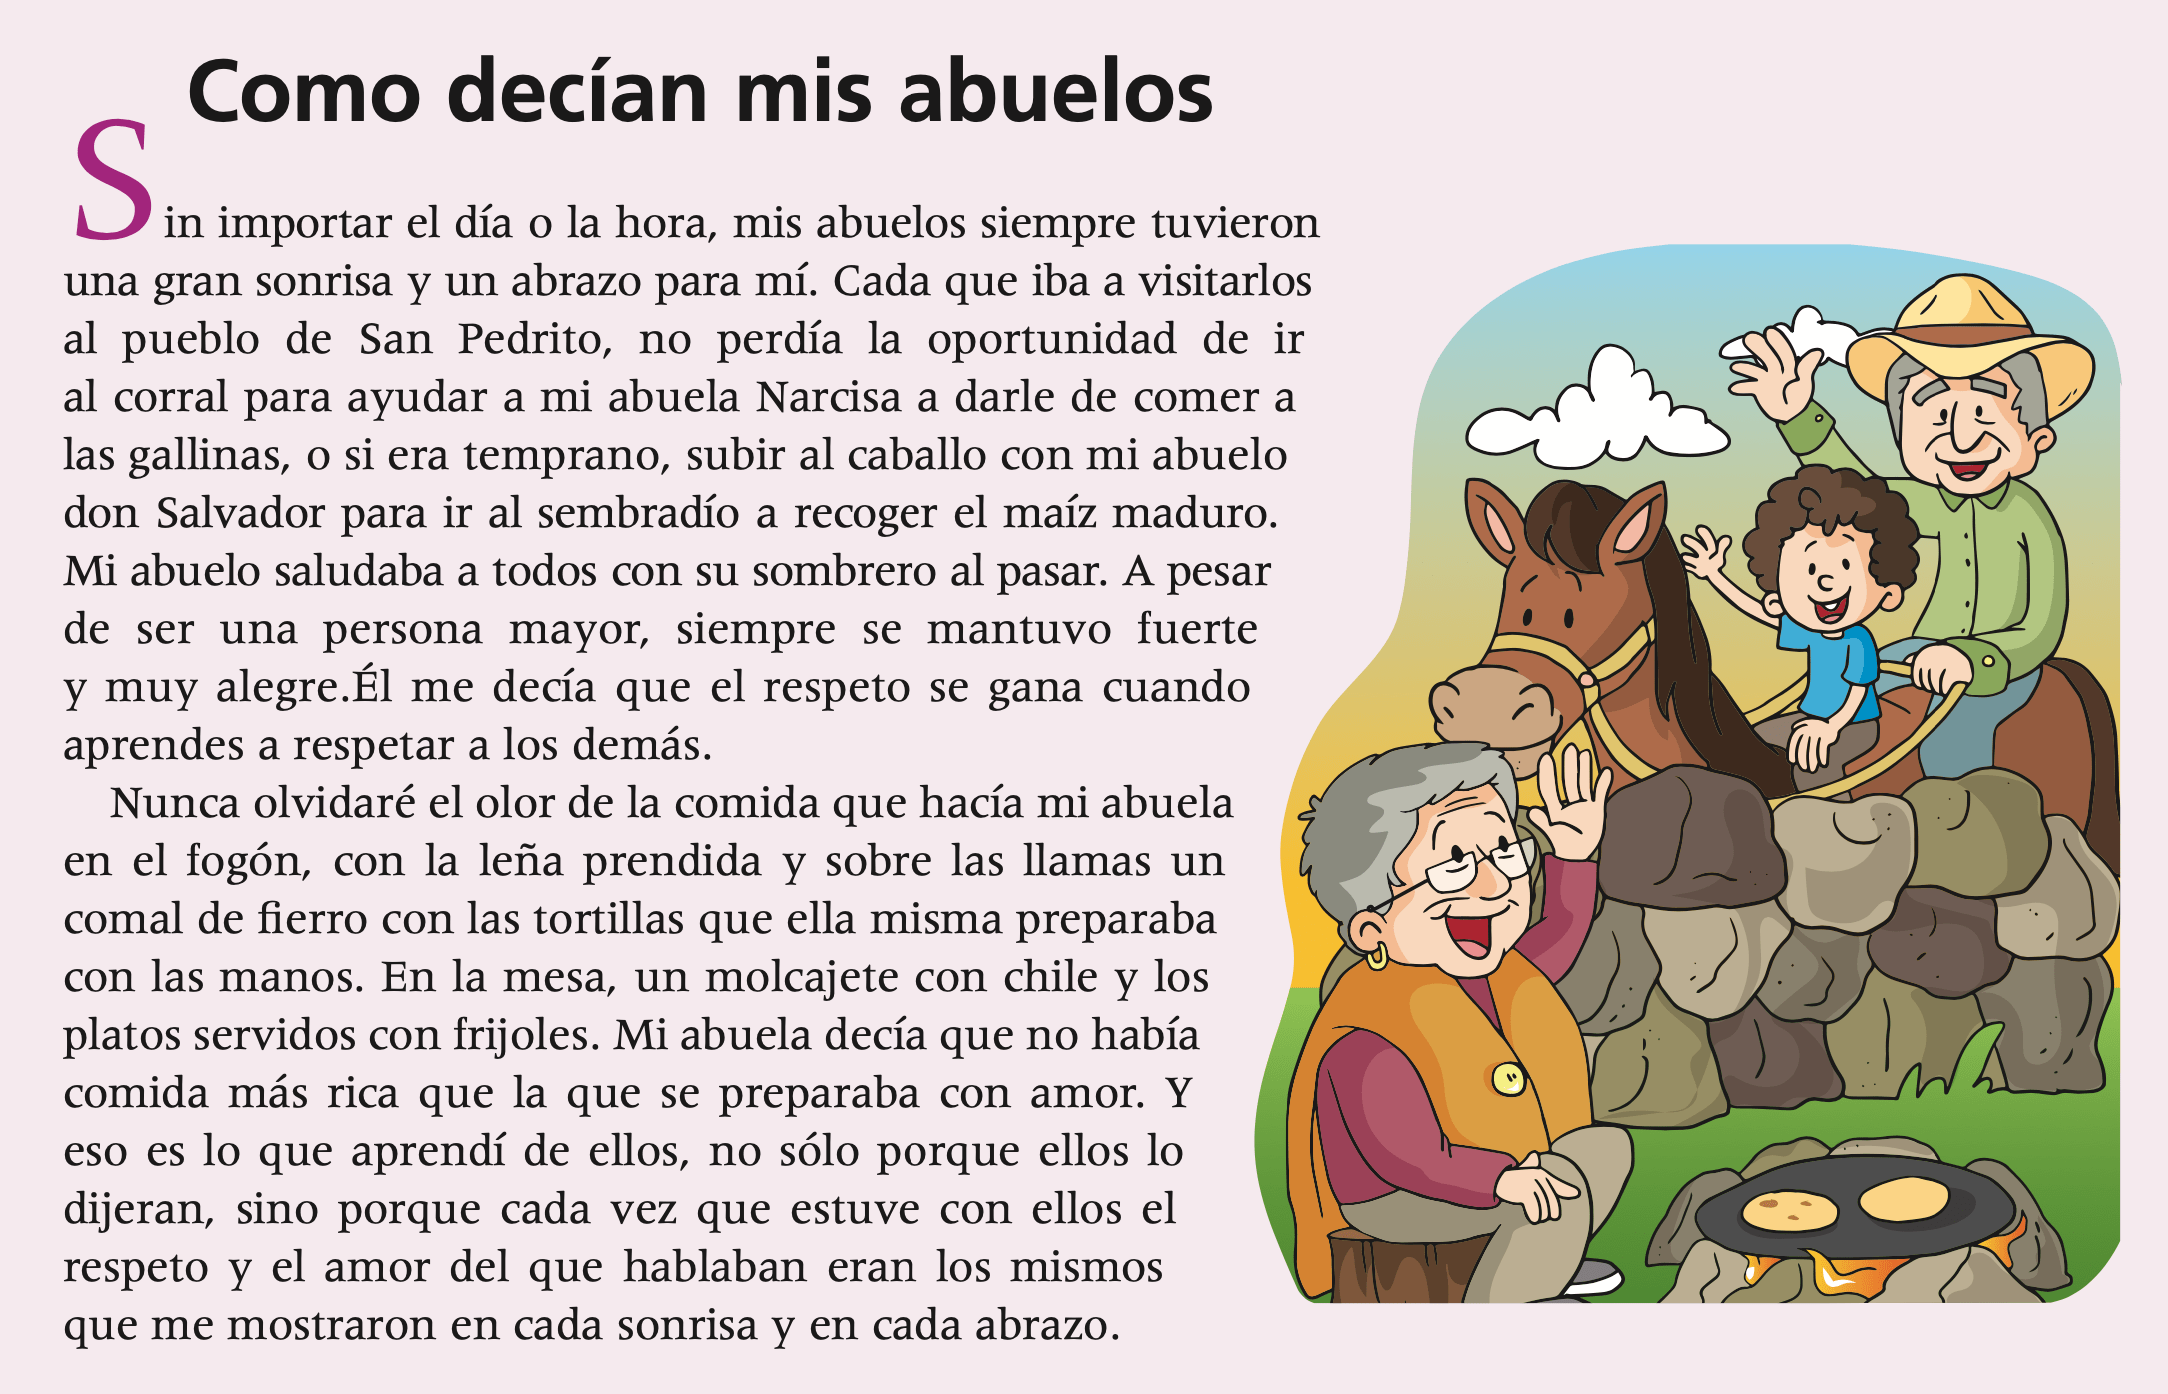 Como decían mis abuelos
Sin importar el día o la hora, mis abuelos siempre tuvieron
una gran sonrisa y un abrazo para mí. Cada que iba a visitarlos
al pueblo de San Pedrito, no perdía la oportunidad de ir
al corral para ayudar a mi abuela Narcisa a darle de comer a
las gallinas, o si era temprano, subir al caballo con mi abuelo
don Salvador para ir al sembradío a recoger el maíz maduro.
Mi abuelo saludaba a todos con su sombrero al pasar. A pesar
de ser una persona mayor, siempre se mantuvo fuerte
y muy alegre.Él me decía que el respeto se gana cuando
aprendes a respetar a los demás.
Nunca olvidaré el olor de la comida que hacía mi abuela
en el fogón, con la leña prendida y sobre las llamas un
comal de fierro con las tortillas que ella misma preparaba
con las manos. En la mesa, un molcajete con chile y los
platos servidos con frijoles. Mi abuela decía que no había
comida más rica que la que se preparaba con amor. Y
eso es lo que aprendí de ellos, no sólo porque ellos lo
dijeran, sino porque cada vez que estuve con ellos el
respeto y el amor del que hablaban eran los mismos
que me mostraron en cada sonrisa y en cada abrazo.